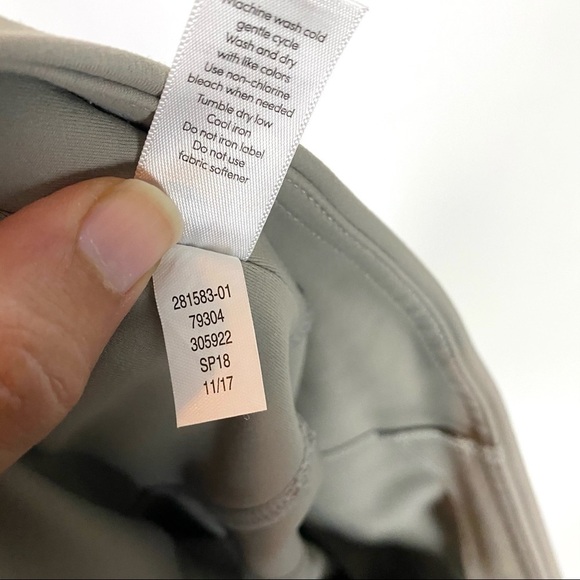 Machine wash cold
gentle cycle
Wash and dry
with like colors
Use non-chlorine
bleach when needed
Tumble dry low
Cool iron
Do not iron label
Do not use
fabric softener
281583-01
79304
305922
SP18
11/17